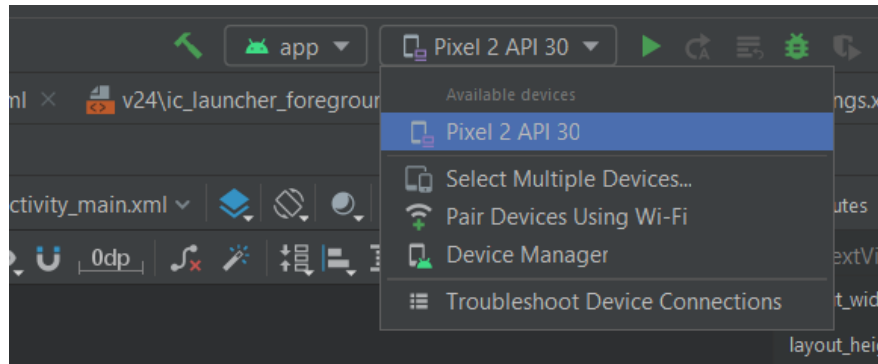 app
Pixel 2 API 30
ml
v24\ic_launcher_foregrour
ngs.x
Available devices
Pixel 2 API 30
Select Multiple Devices...
ctivity_main.xml
utes
Pair Devices Using Wi-Fi
0dp
Device Manager
extVi
Troubleshoot Device Connections
t_wid
layout_hei